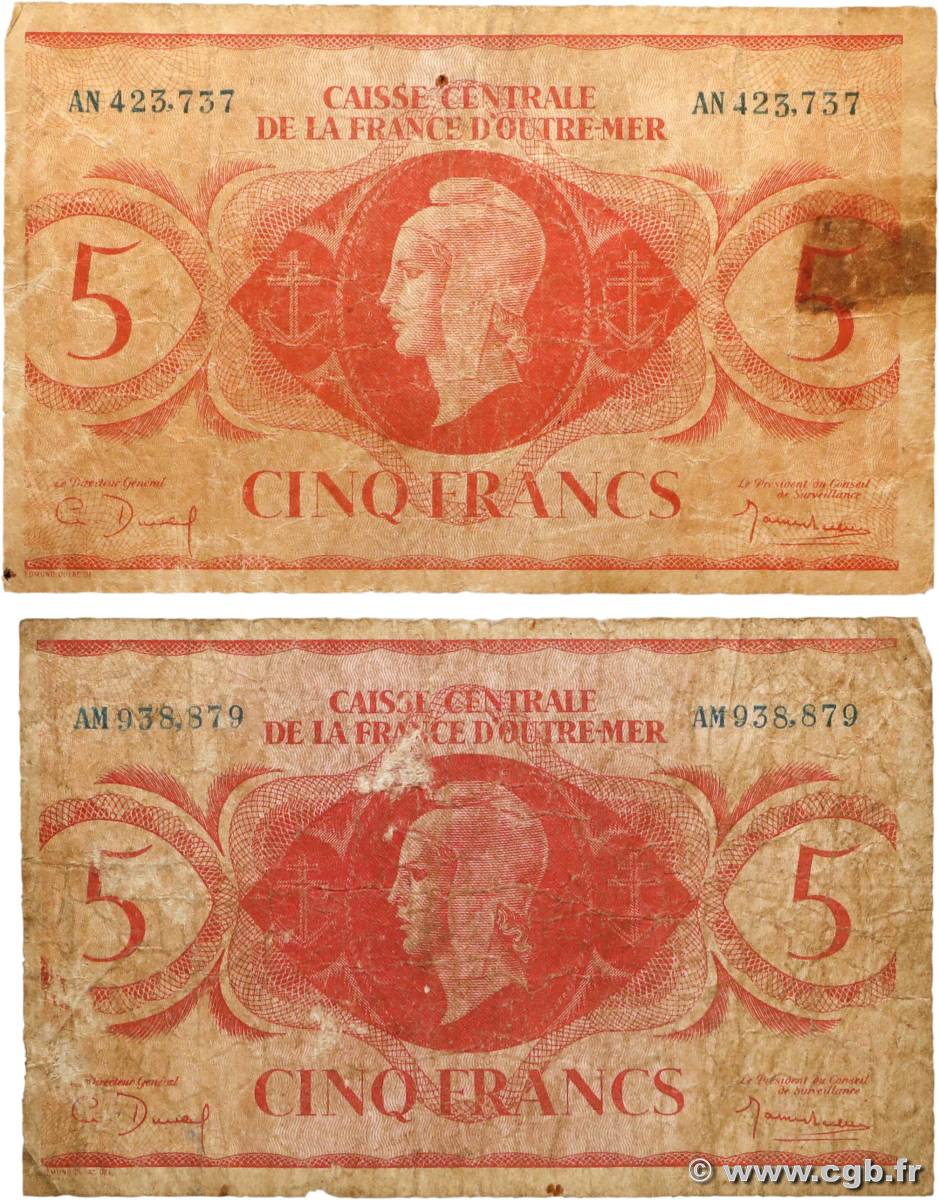 AN 423,737
CAISSE CENTRALE
DE LA FRANCE D'OUTRE-MER
AN 423,737
5
5
CINQ FRANCS
Le Directeur Général
Le Président du Conseil
de Surveillance
EDMUND DULAC
AM 938,879
CAISSE CENTRALE
DE LA FRANCE D'OUTRE-MER
AM 938,879
5
5
CINQ FRANCS
Directeur Général
Le Président du Conseil
de Surveillance
© www.cgb.fr